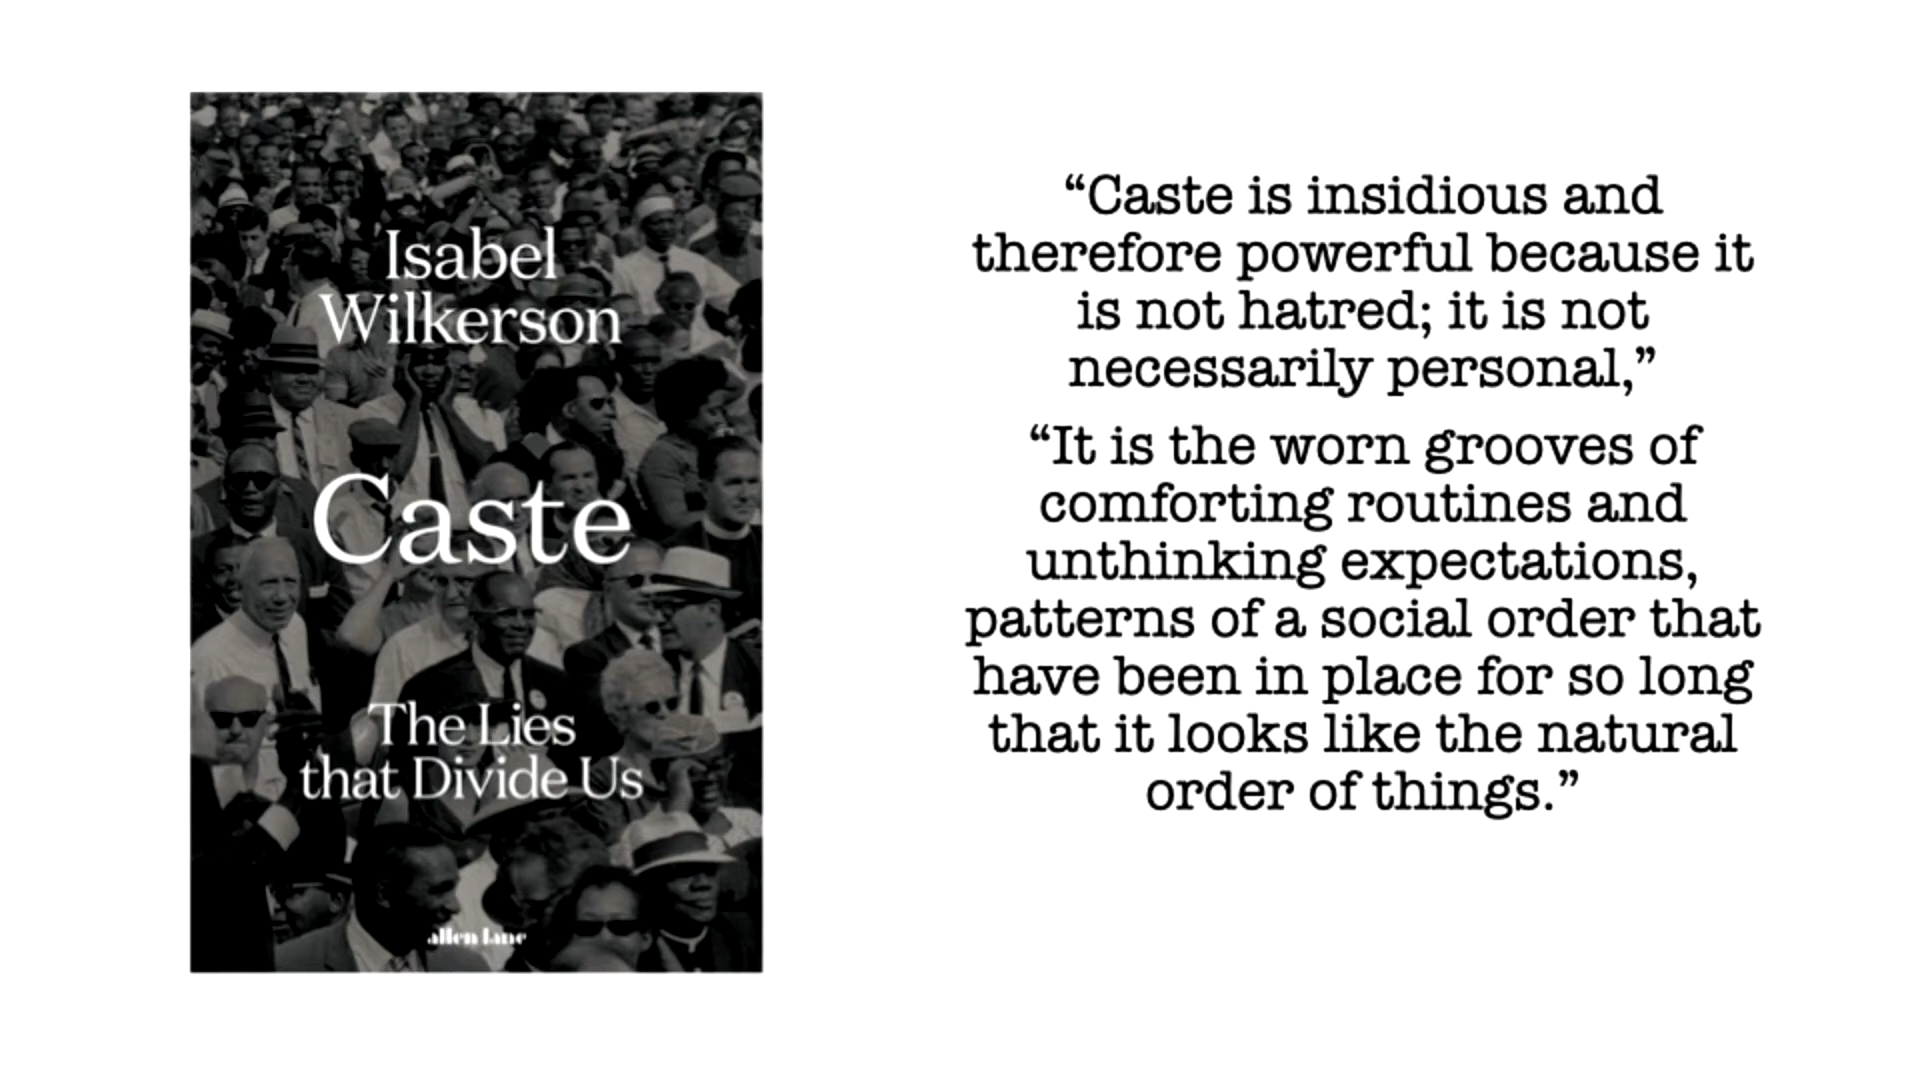 Isabel
Wilkerson
Caste
The Lies
that Divide Us
allen lane
“Caste is insidious and
therefore powerful because it
is not hatred; it is not
necessarily personal,”
“It is the worn grooves of
comforting routines and
unthinking expectations,
patterns of a social order that
have been in place for so long
that it looks like the natural
order of things.”